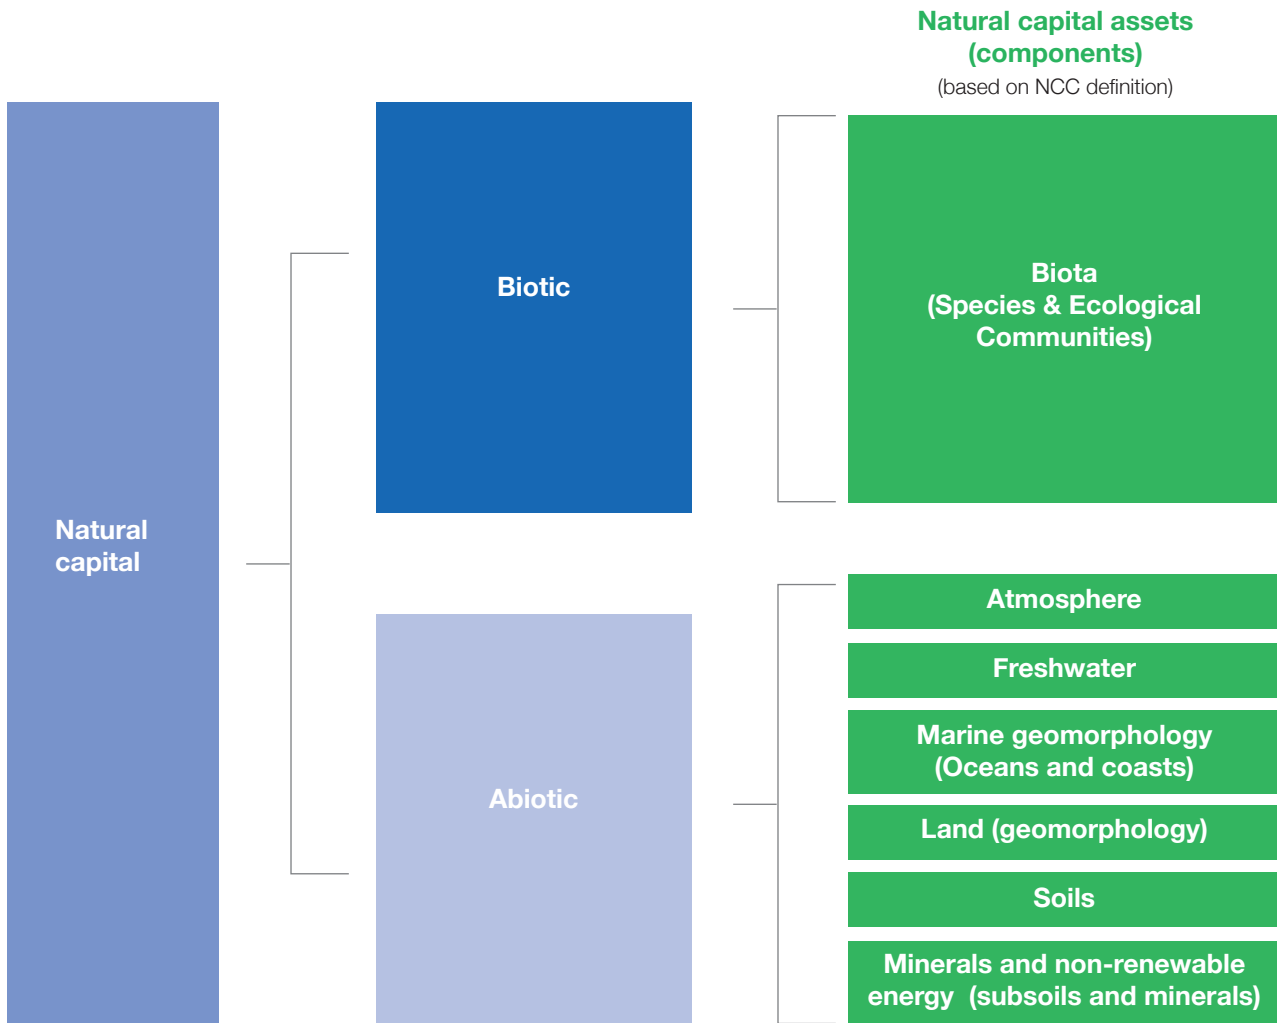 Natural capital assets
(components)
(based on NCC definition)
Natural
capital
Biotic
Biota
(Species & Ecological
Communities)
Abiotic
Atmosphere
Freshwater
Marine geomorphology
(Oceans and coasts)
Land (geomorphology)
Soils
Minerals and non-renewable
energy  (subsoils and minerals)